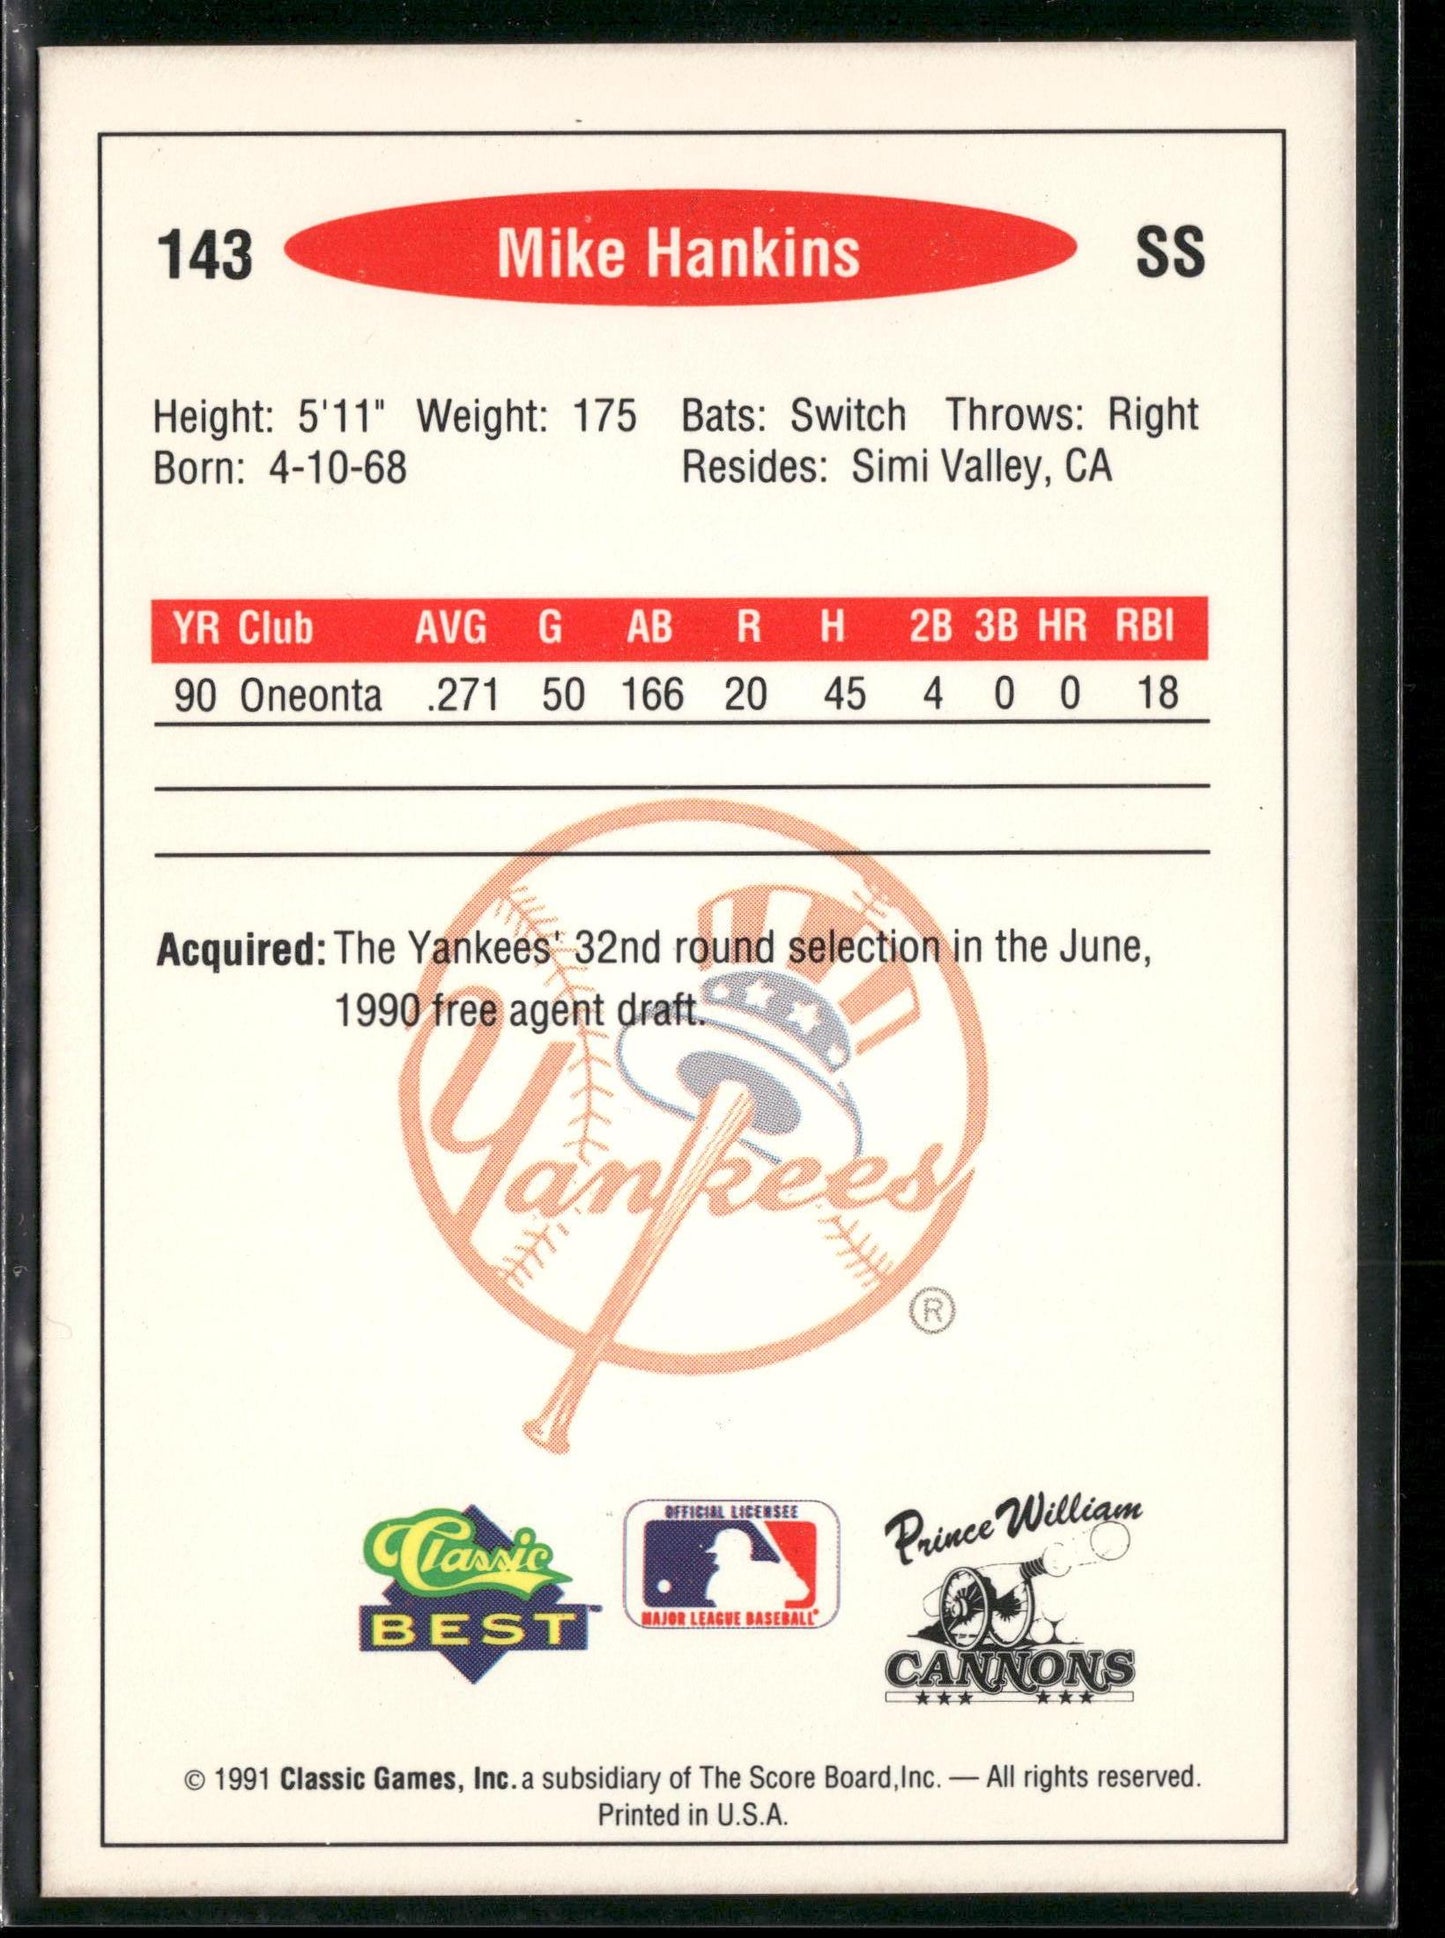 143 Mike Hankins SS
Height: 5'11" Weight: 175 Bats: Switch Throws: Right
Born: 4-10-68 Resides: Simi Valley, CA
YR Club AVG G AB R H 2B 3B HR RBI
90 Oneonta .271 50 166 20 45 4 0 0 18
Acquired: The Yankees' 32nd round selection in the June,
1990 free agent draft.
Yankees
®
Classic
BEST™
OFFICIAL LICENSEE
MAJOR LEAGUE BASEBALL®
Prince William
CANNONS
© 1991 Classic Games, Inc. a subsidiary of The Score Board,Inc. — All rights reserved.
Printed in U.S.A.